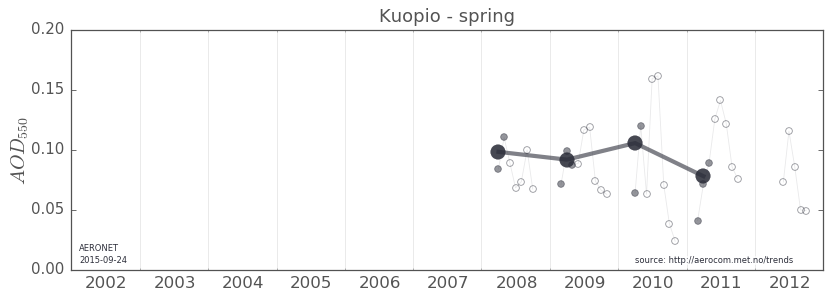 Kuopio - spring
0.20
0.15
0.10
0.05
0.00
AOD550
AERONET
2015-09-24
source: http://aerocom.met.no/trends
2002 2003 2004 2005 2006 2007 2008 2009 2010 2011 2012